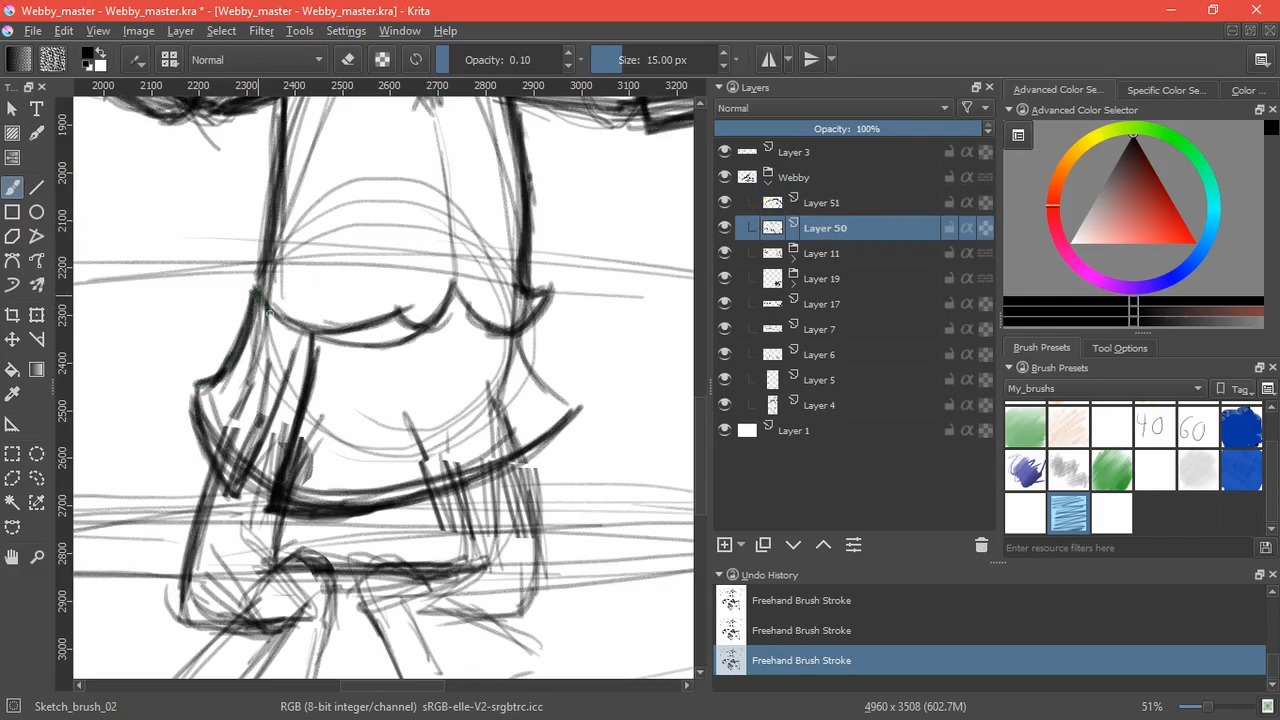 Webby_master - Webby_master.kra * - [Webby_master - Webby_master.kra] - Krita
File Edit View Image Layer Select Filter Tools Settings Window Help
Normal Opacity: 0.10 Size: 15.00 px
T...
2000 2100 2200 2300 2400 2500 2600 2700 2800 2900 3000 3100 3200
1900
2000
2100
2200
2300
2400
2500
2600
2700
2800
2900
3000
Layers
Normal
Opacity: 100%
Layer 3
Webby
Layer 51
Layer 50
Layer 11
Layer 19
Layer 17
Layer 7
Layer 6
Layer 5
Layer 4
Layer 1
Undo History
Freehand Brush Stroke
Freehand Brush Stroke
Freehand Brush Stroke
Advanced Color Se... Specific Color Se... Color ...
Advanced Color Selector
Brush Presets Tool Options
Brush Presets
My_brushs Tag
40 60
Enter resource filters here
Sketch_brush_02 RGB (8-bit integer/channel) sRGB-elle-V2-srgbtrc.icc 4960 x 3508 (602.7M) 51%